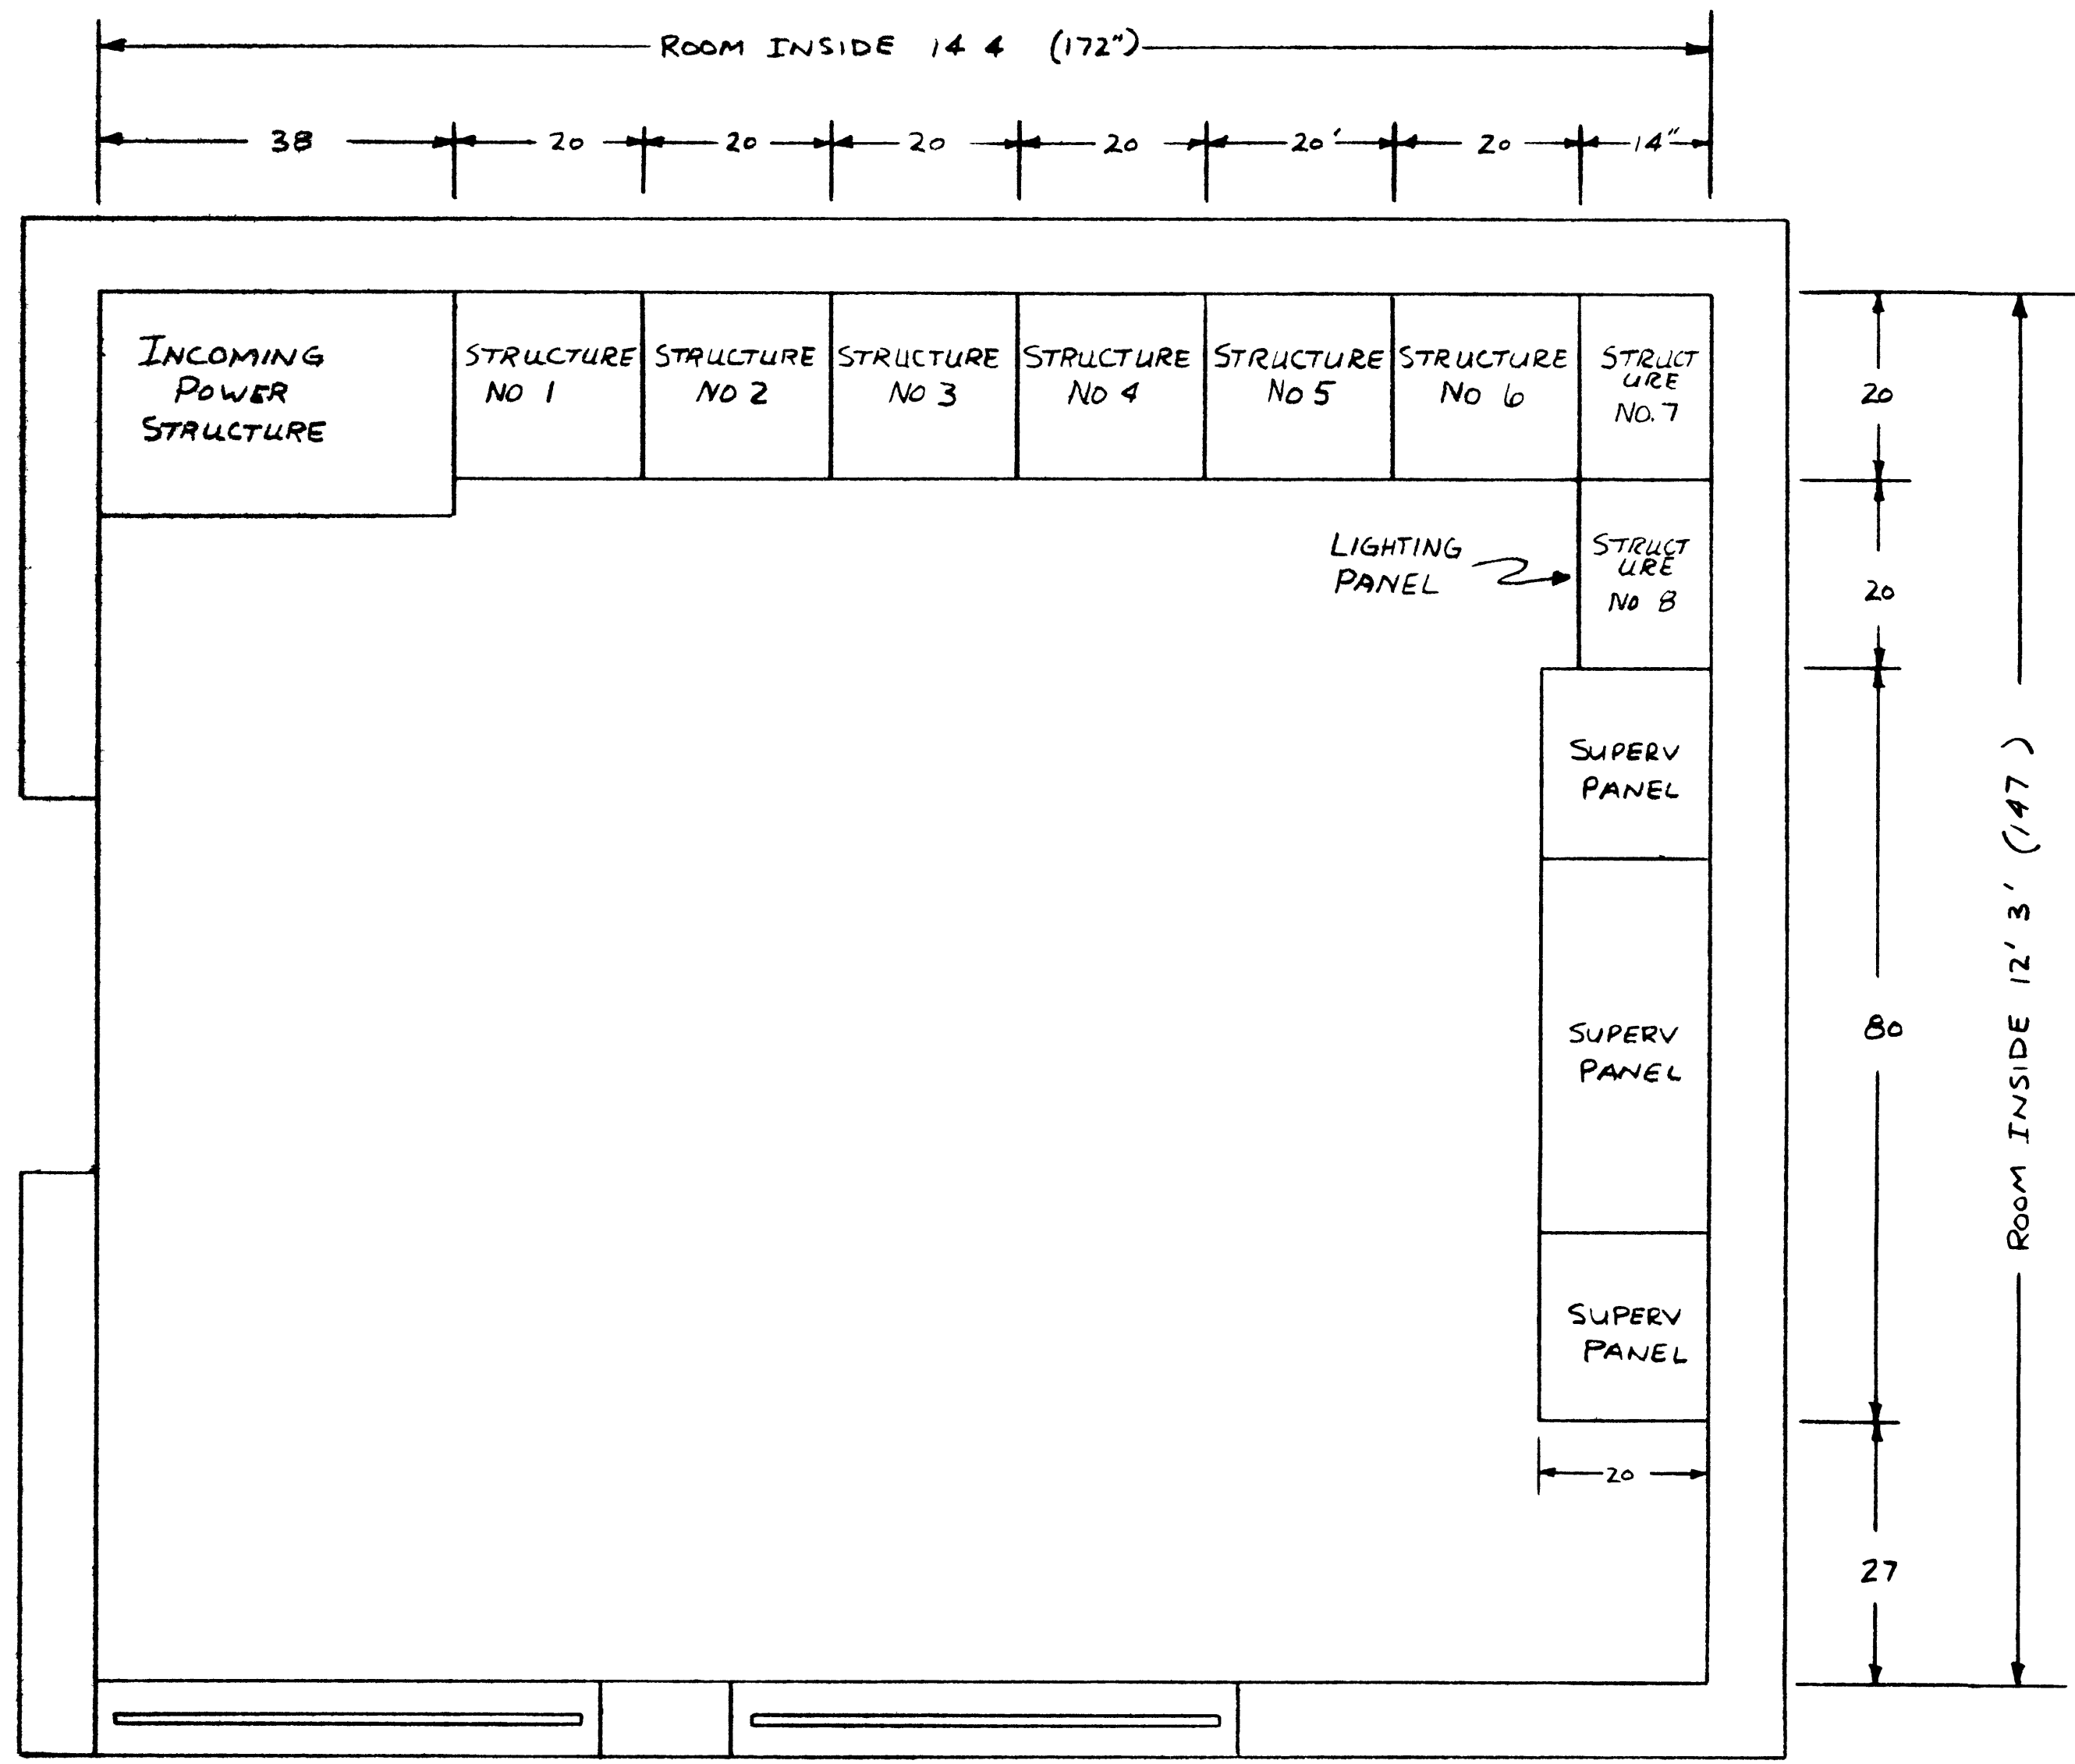 ROOM INSIDE 14 4 (172")
38 20 20 20 20 20' 20 14"
INCOMING
POWER
STRUCTURE
STRUCTURE
NO 1
STRUCTURE
NO 2
STRUCTURE
NO 3
STRUCTURE
NO 4
STRUCTURE
NO 5
STRUCTURE
NO 6
STRUCT
URE
NO. 7
20
LIGHTING
PANEL
STRUCT
URE
NO 8
20
SUPERV
PANEL
SUPERV
PANEL
80
ROOM INSIDE 12' 3' (147 )
SUPERV
PANEL
20
27